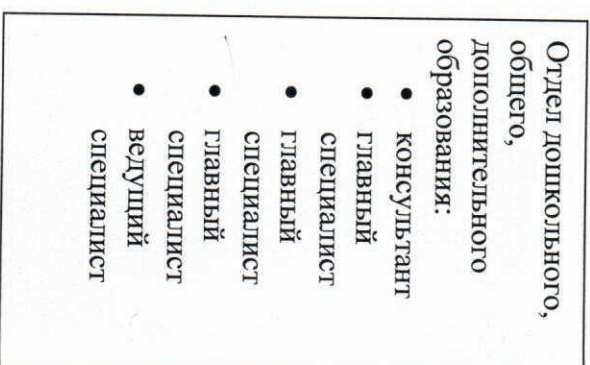 Отдел дошкольного,
общего,
дополнительного
образования:
• консультант
• главный
специалист
• главный
специалист
• главный
специалист
• ведущий
специалист